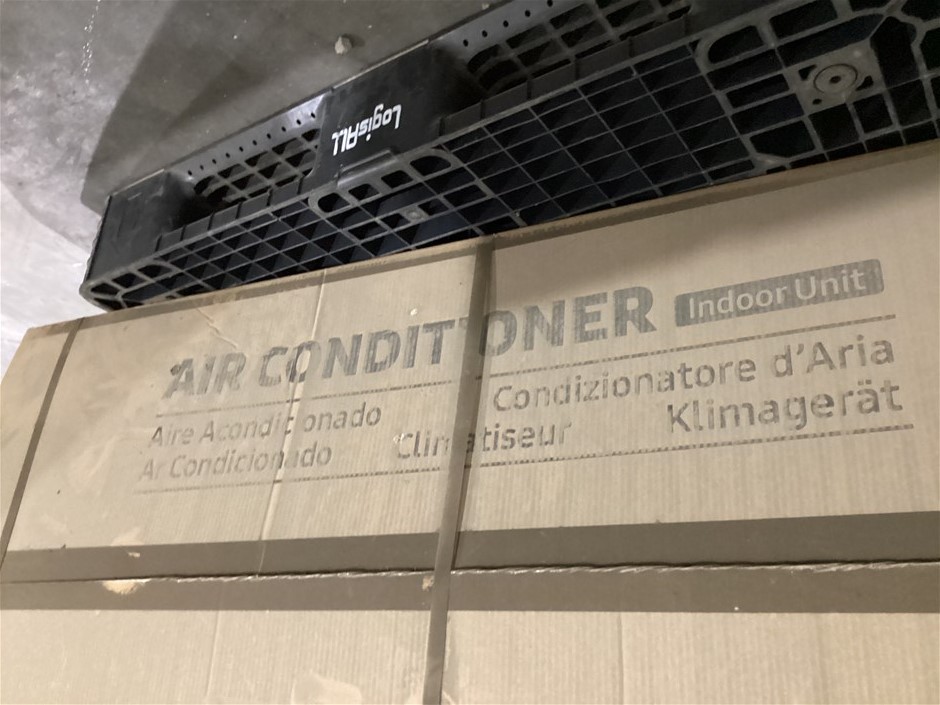 LogisALL
AIR CONDITIONER Indoor Unit
Aire Acondicionado Condizionatore d'Aria
Ar Condicionado Climatiseur Klimagerät